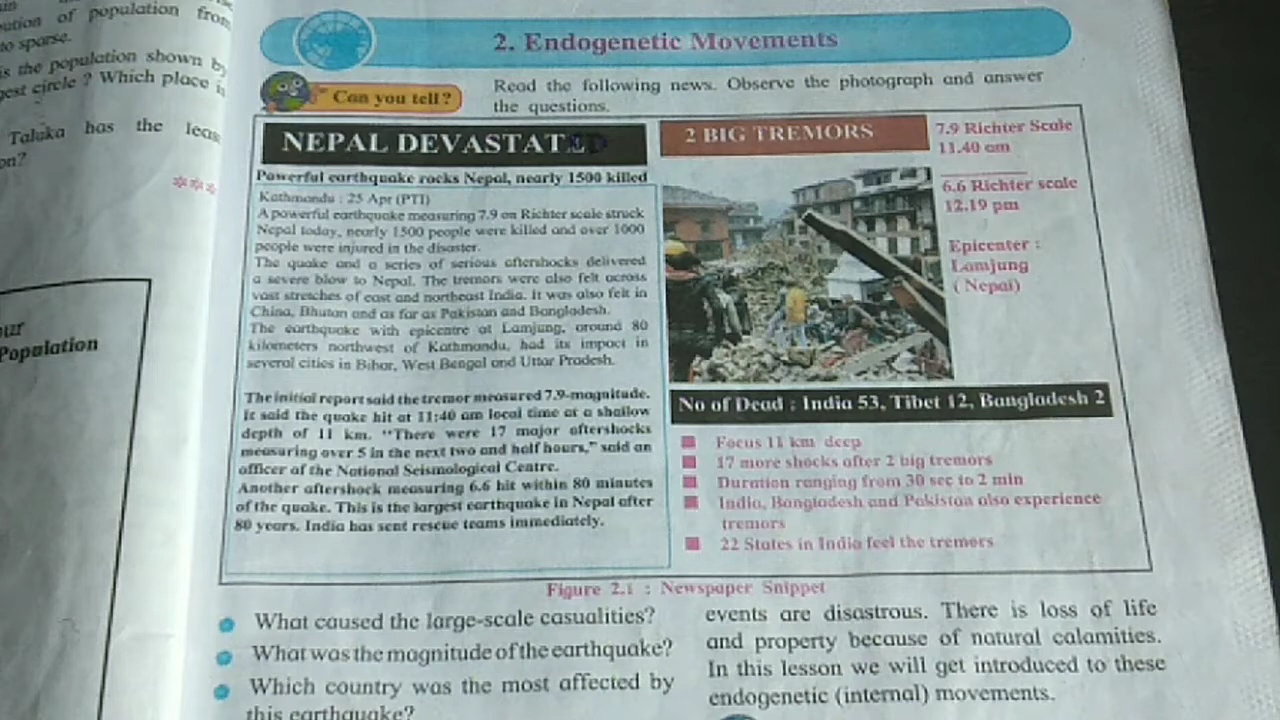 ution of population from
to sparse.
is the population shown by
gest circle ? Which place is
Taluka has the leas
on?
***
our
Population
2. Endogenetic Movements
Can you tell?
Read the following news. Observe the photograph and answer
the questions.
NEPAL DEVASTATED
Powerful earthquake rocks Nepal, nearly 1500 killed
Kathmandu : 25 Apr (PTI)
A powerful earthquake measuring 7.9 on Richter scale struck
Nepal today, nearly 1500 people were killed and over 1000
people were injured in the disaster.
The quake and a series of serious aftershocks delivered
a severe blow to Nepal. The tremors were also felt across
vast stretches of east and northeast India. It was also felt in
China, Bhutan and as far as Pakistan and Bangladesh.
The earthquake with epicentre at Lamjung, around 80
kilometers northwest of Kathmandu, had its impact in
several cities in Bihar, West Bengal and Uttar Pradesh.
The initial report said the tremor measured 7.9-magnitude.
It said the quake hit at 11:40 am local time at a shallow
depth of 11 km. “There were 17 major aftershocks
measuring over 5 in the next two and half hours,” said an
officer of the National Seismological Centre.
Another aftershock measuring 6.6 hit within 80 minutes
of the quake. This is the largest earthquake in Nepal after
80 years. India has sent rescue teams immediately.
2 BIG TREMORS
7.9 Richter Scale
11.40 am
6.6 Richter scale
12.19 pm
Epicenter :
Lamjung
( Nepal)
No of Dead : India 53, Tibet 12, Bangladesh 2
Focus 11 km deep
17 more shocks after 2 big tremors
Duration ranging from 30 sec to 2 min
India, Bangladesh and Pakistan also experience
tremors
22 States in India feel the tremors
Figure 2.1 : Newspaper Snippet
What caused the large-scale casualities?
What was the magnitude of the earthquake?
Which country was the most affected by
this earthquake?
events are disastrous. There is loss of life
and property because of natural calamities.
In this lesson we will get introduced to these
endogenetic (internal) movements.